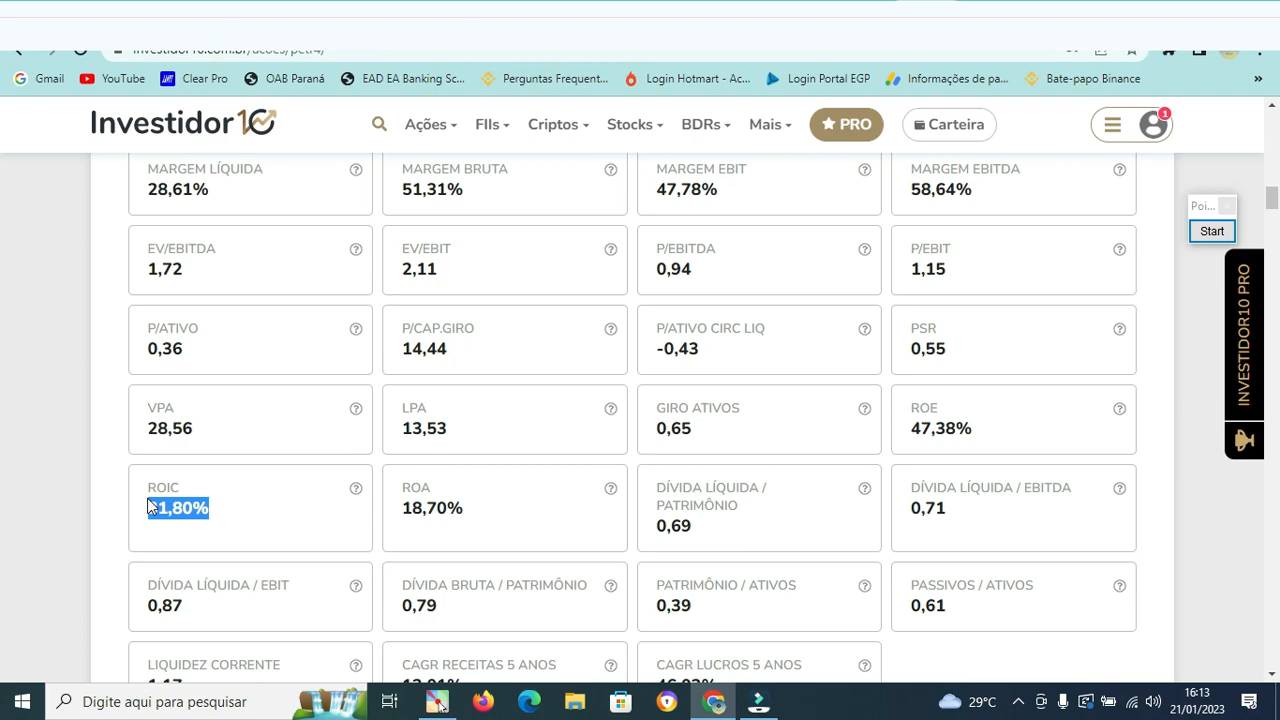 Gmail YouTube Clear Pro OAB Paraná EAD EA Banking Sc... Perguntas Frequent... Login Hotmart - Ac... Login Portal EGP Informações de pa... Bate-papo Binance »
Investidor10 Ações FIIs Criptos Stocks BDRs Mais PRO Carteira 1
MARGEM LÍQUIDA MARGEM BRUTA MARGEM EBIT MARGEM EBITDA
28,61% 51,31% 47,78% 58,64%
Poi...
Start
EV/EBITDA EV/EBIT P/EBITDA P/EBIT
1,72 2,11 0,94 1,15
INVESTIDOR10 PRO
P/ATIVO P/CAP.GIRO P/ATIVO CIRC LIQ PSR
0,36 14,44 -0,43 0,55
VPA LPA GIRO ATIVOS ROE
28,56 13,53 0,65 47,38%
ROIC ROA DÍVIDA LÍQUIDA / DÍVIDA LÍQUIDA / EBITDA
PATRIMÔNIO
1,80% 18,70% 0,69 0,71
DÍVIDA LÍQUIDA / EBIT DÍVIDA BRUTA / PATRIMÔNIO PATRIMÔNIO / ATIVOS PASSIVOS / ATIVOS
0,87 0,79 0,39 0,61
LIQUIDEZ CORRENTE CAGR RECEITAS 5 ANOS CAGR LUCROS 5 ANOS
Digite aqui para pesquisar 29°C 16:13
21/01/2023